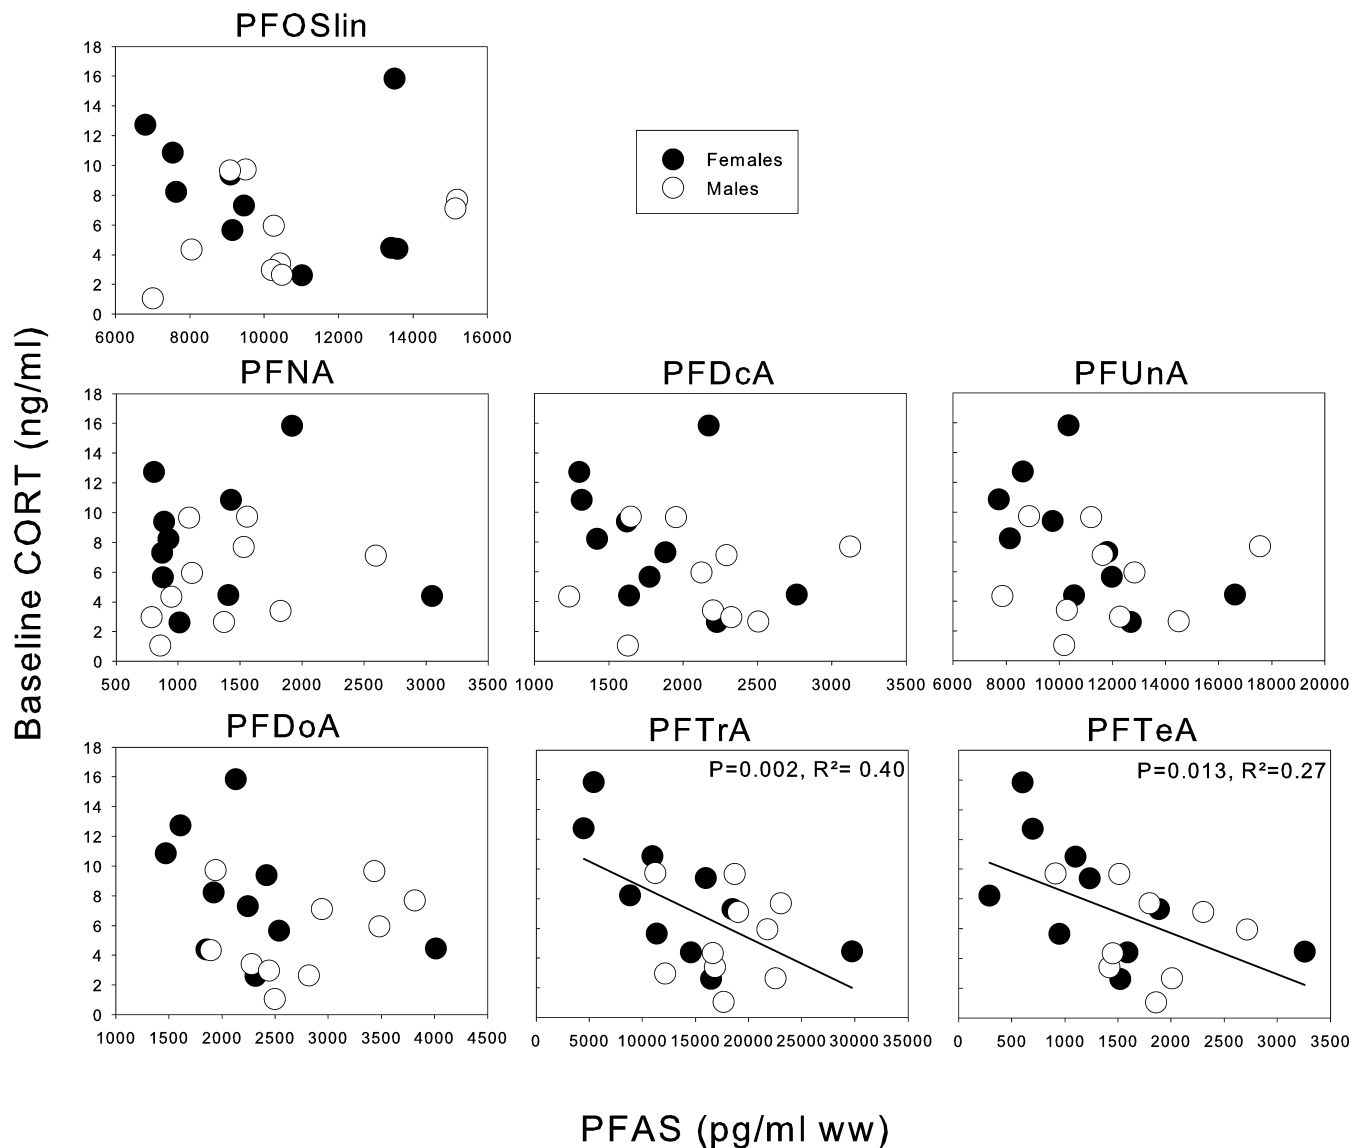 PFOSlin
18
16
14
12
10
8
6
4
2
0
6000 8000 10000 12000 14000 16000
Females
Males
Baseline CORT (ng/ml)
PFNA
18
16
14
12
10
8
6
4
2
0
500 1000 1500 2000 2500 3000 3500
PFDcA
1000 1500 2000 2500 3000 3500
PFUnA
6000 8000 10000 12000 14000 16000 18000 20000
PFDoA
18
16
14
12
10
8
6
4
2
0
1000 1500 2000 2500 3000 3500 4000 4500
PFTrA
P=0.002, R²= 0.40
0 5000 10000 15000 20000 25000 30000 35000
PFTeA
P=0.013, R²=0.27
0 500 1000 1500 2000 2500 3000 3500
PFAS (pg/ml ww)